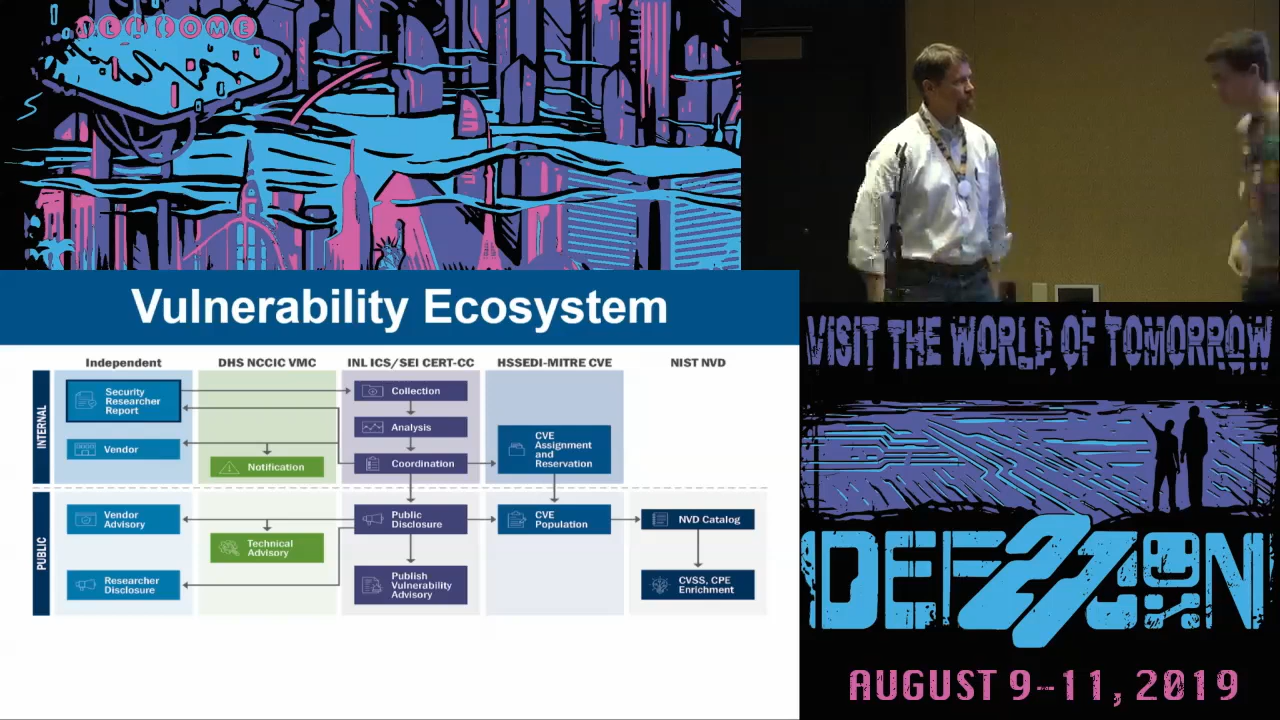 WELCOME
Vulnerability Ecosystem
Independent
DHS NCCIC VMC
INL ICS/SEI CERT-CC
HSSEDI-MITRE CVE
NIST NVD
INTERNAL
Security
Researcher
Report
Collection
Vendor
Analysis
Notification
Coordination
CVE
Assignment
and
Reservation
PUBLIC
Vendor
Advisory
Public
Disclosure
CVE
Population
NVD Catalog
Technical
Advisory
Researcher
Disclosure
Publish
Vulnerability
Advisory
CVSS, CPE
Enrichment
VISIT THE WORLD OF TOMORROW
DEF 27 CON
AUGUST 9--11, 2019